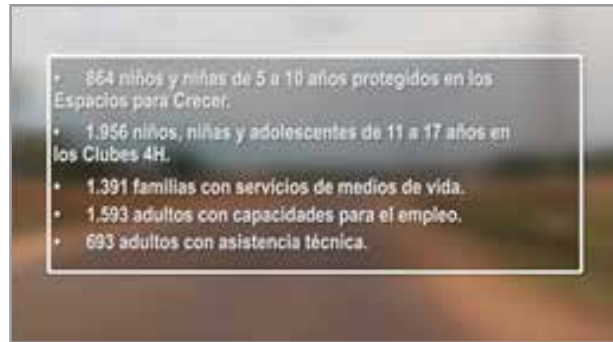 • 864 niños y niñas de 5 a 10 años protegidos en los
Espacios para Crecer.
• 1.956 niños, niñas y adolescentes de 11 a 17 años en
los Clubes 4H.
• 1.391 familias con servicios de medios de vida.
• 1.593 adultos con capacidades para el empleo.
• 693 adultos con asistencia técnica.